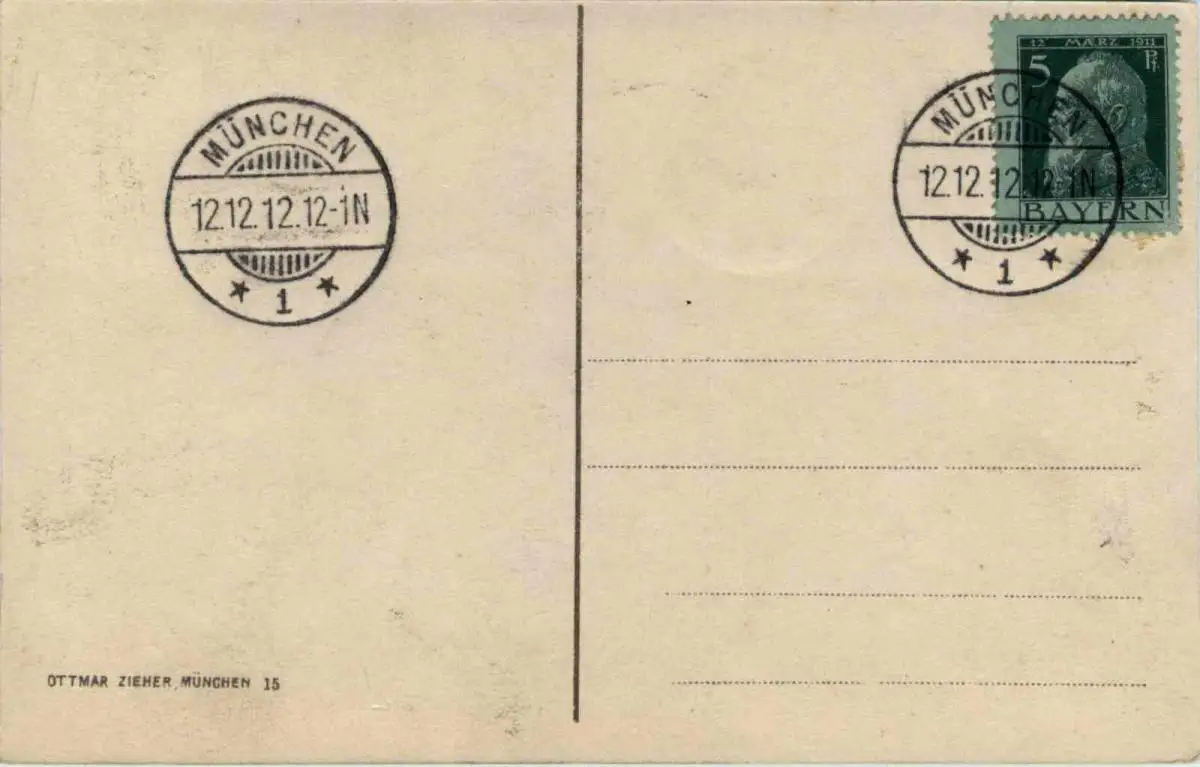 MÜNCHEN
12.12.12.12-1N
* 1 *
12 MÆRZ 1911
5 Pf
BAYERN
MÜNCHEN
12.12.12.12-1N
* 1 *
OTTMAR ZIEHER, MÜNCHEN 15